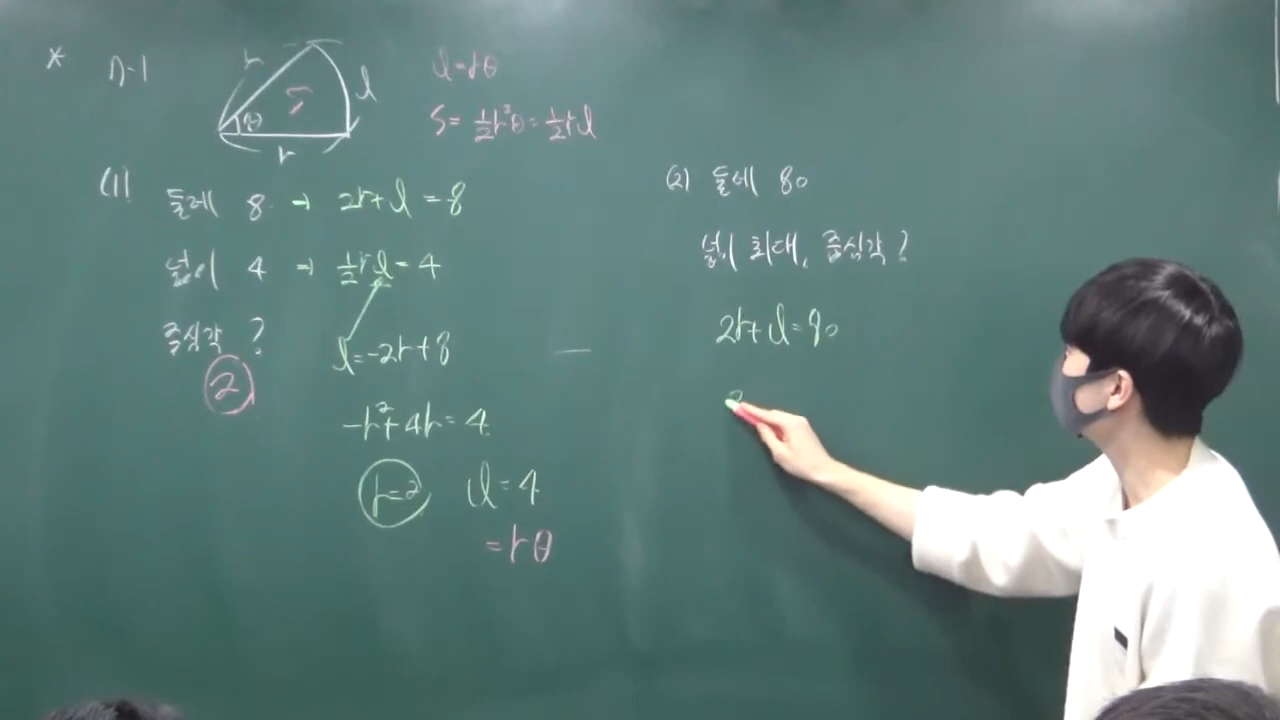 * n-1
r
θ
S
l
r
l=rθ
S=½r²θ=½rl
(1) 둘레 8 → 2r+l=8
넓이 4 → ½rl=4
중심각 ?
2
l=-2r+8
-r²+4r=4
r=2 l=4
=rθ
(2) 둘레 80
넓이 최대, 중심각 ?
2r+l=80